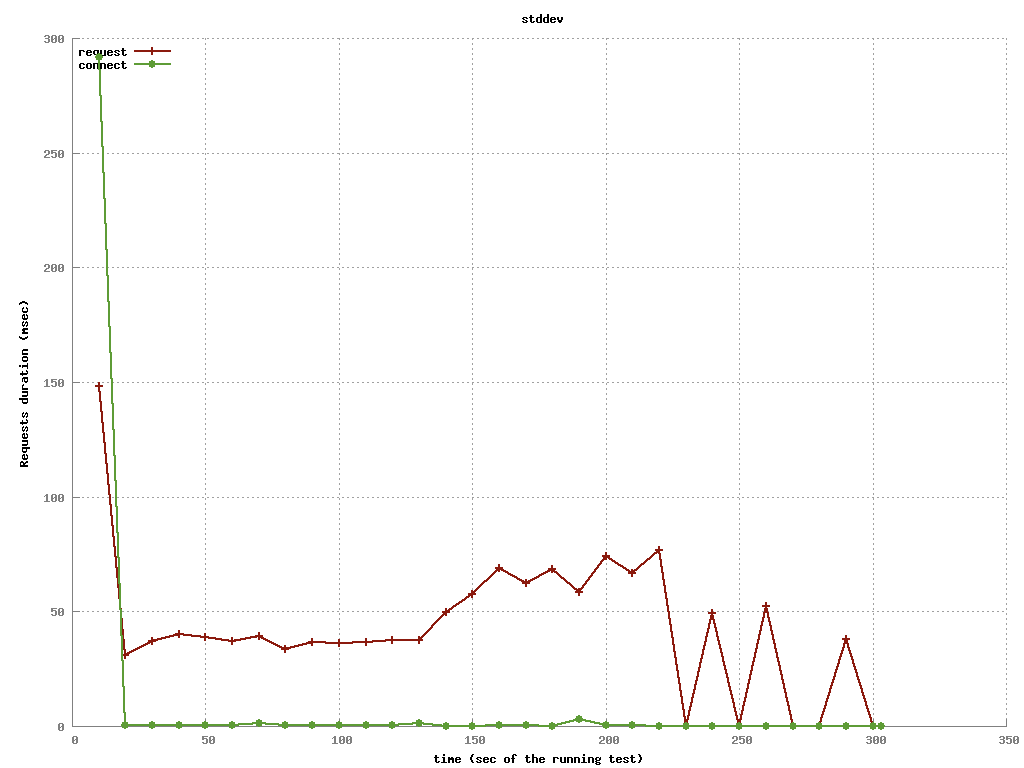 stddev
300
request
connect
250
200
150
100
50
0
Requests duration (msec)
0 50 100 150 200 250 300 350
time (sec of the running test)